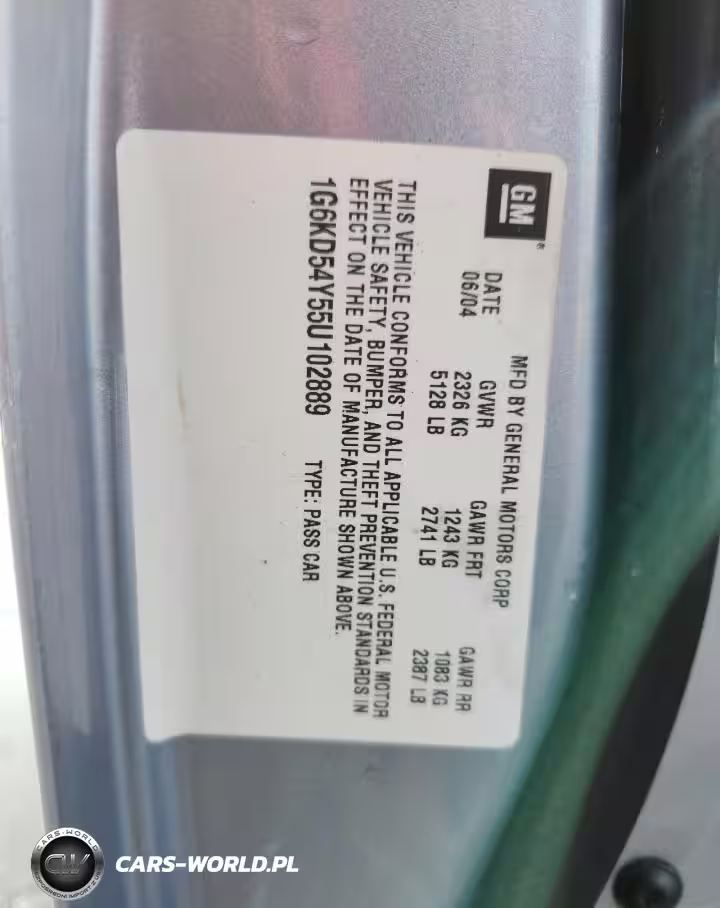 GM®
MFD BY GENERAL MOTORS CORP
DATE GVWR GAWR FRT GAWR RR
06/04 2326 KG 1243 KG 1083 KG
5128 LB 2741 LB 2387 LB
THIS VEHICLE CONFORMS TO ALL APPLICABLE U.S. FEDERAL MOTOR
VEHICLE SAFETY, BUMPER, AND THEFT PREVENTION STANDARDS IN
EFFECT ON THE DATE OF MANUFACTURE SHOWN ABOVE.
1G6KD54Y55U102889 TYPE: PASS CAR
CARS-WORLD
CW
CARS-WORLD.PL